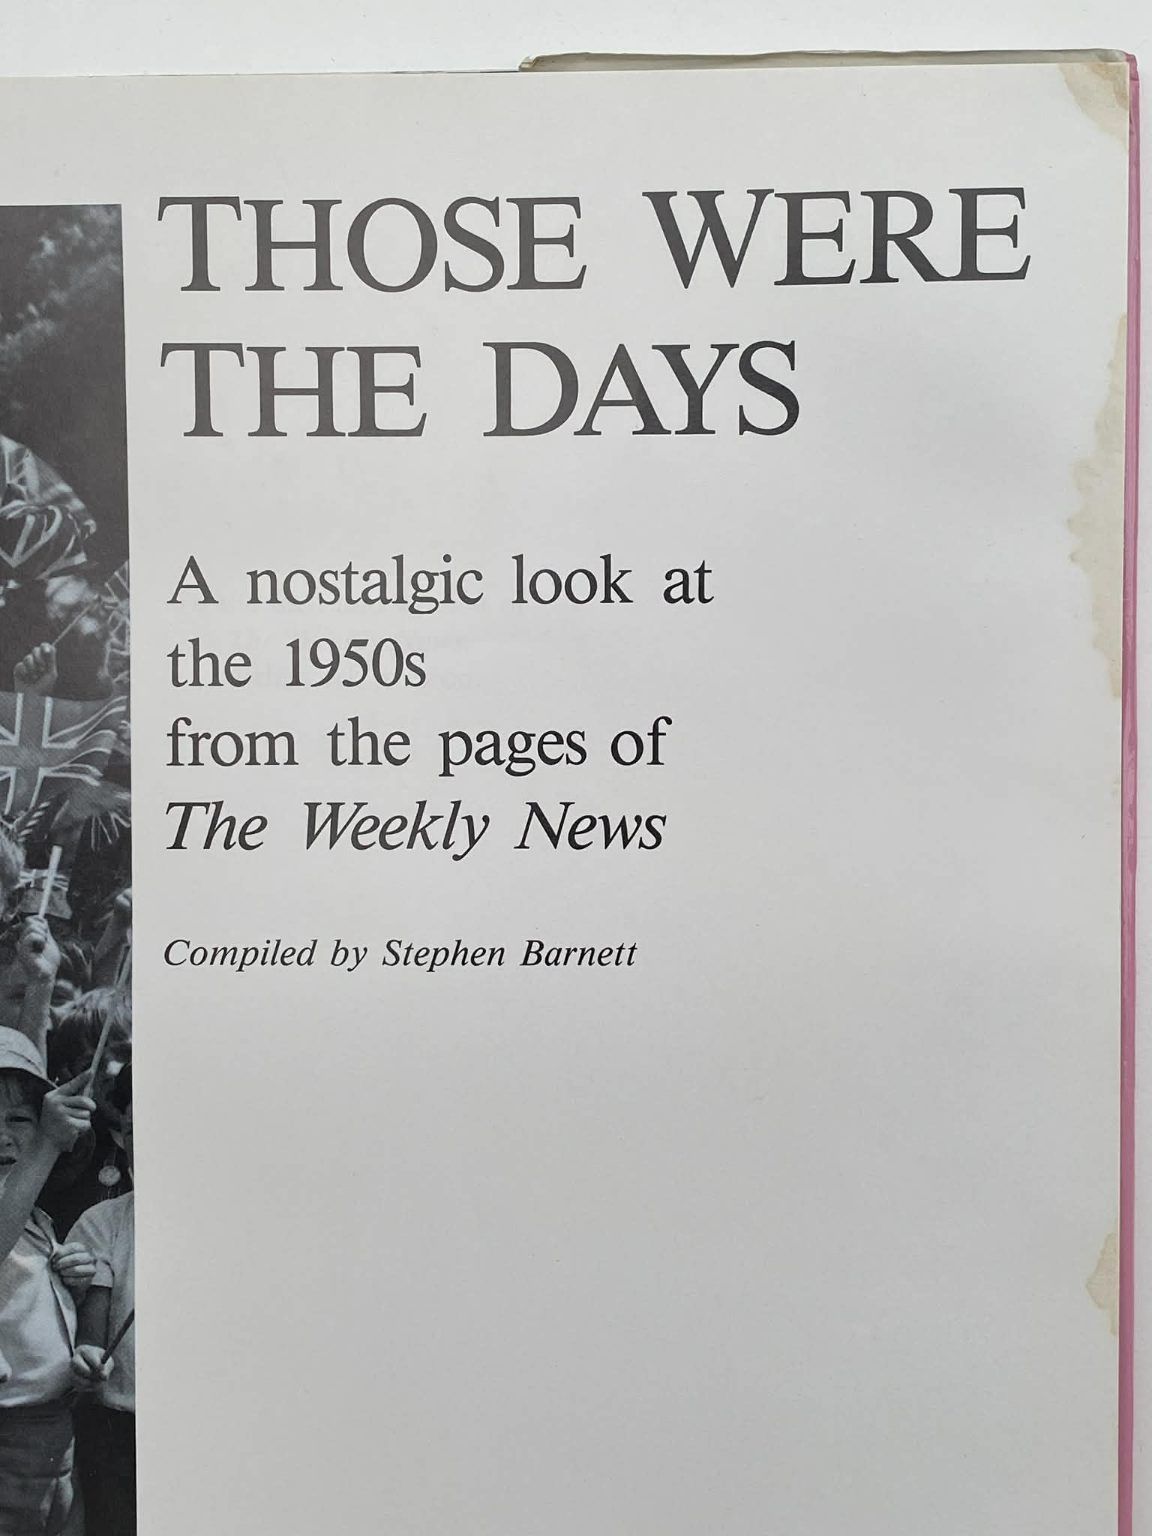 THOSE WERE
THE DAYS
A nostalgic look at
the 1950s
from the pages of
The Weekly News
Compiled by Stephen Barnett